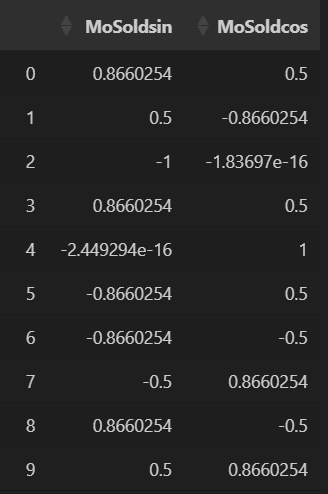 MoSoldsin MoSoldcos
0 0.8660254 0.5
1 0.5 -0.8660254
2 -1 -1.83697e-16
3 0.8660254 0.5
4 -2.449294e-16 1
5 -0.8660254 0.5
6 -0.8660254 -0.5
7 -0.5 0.8660254
8 0.8660254 -0.5
9 0.5 0.8660254